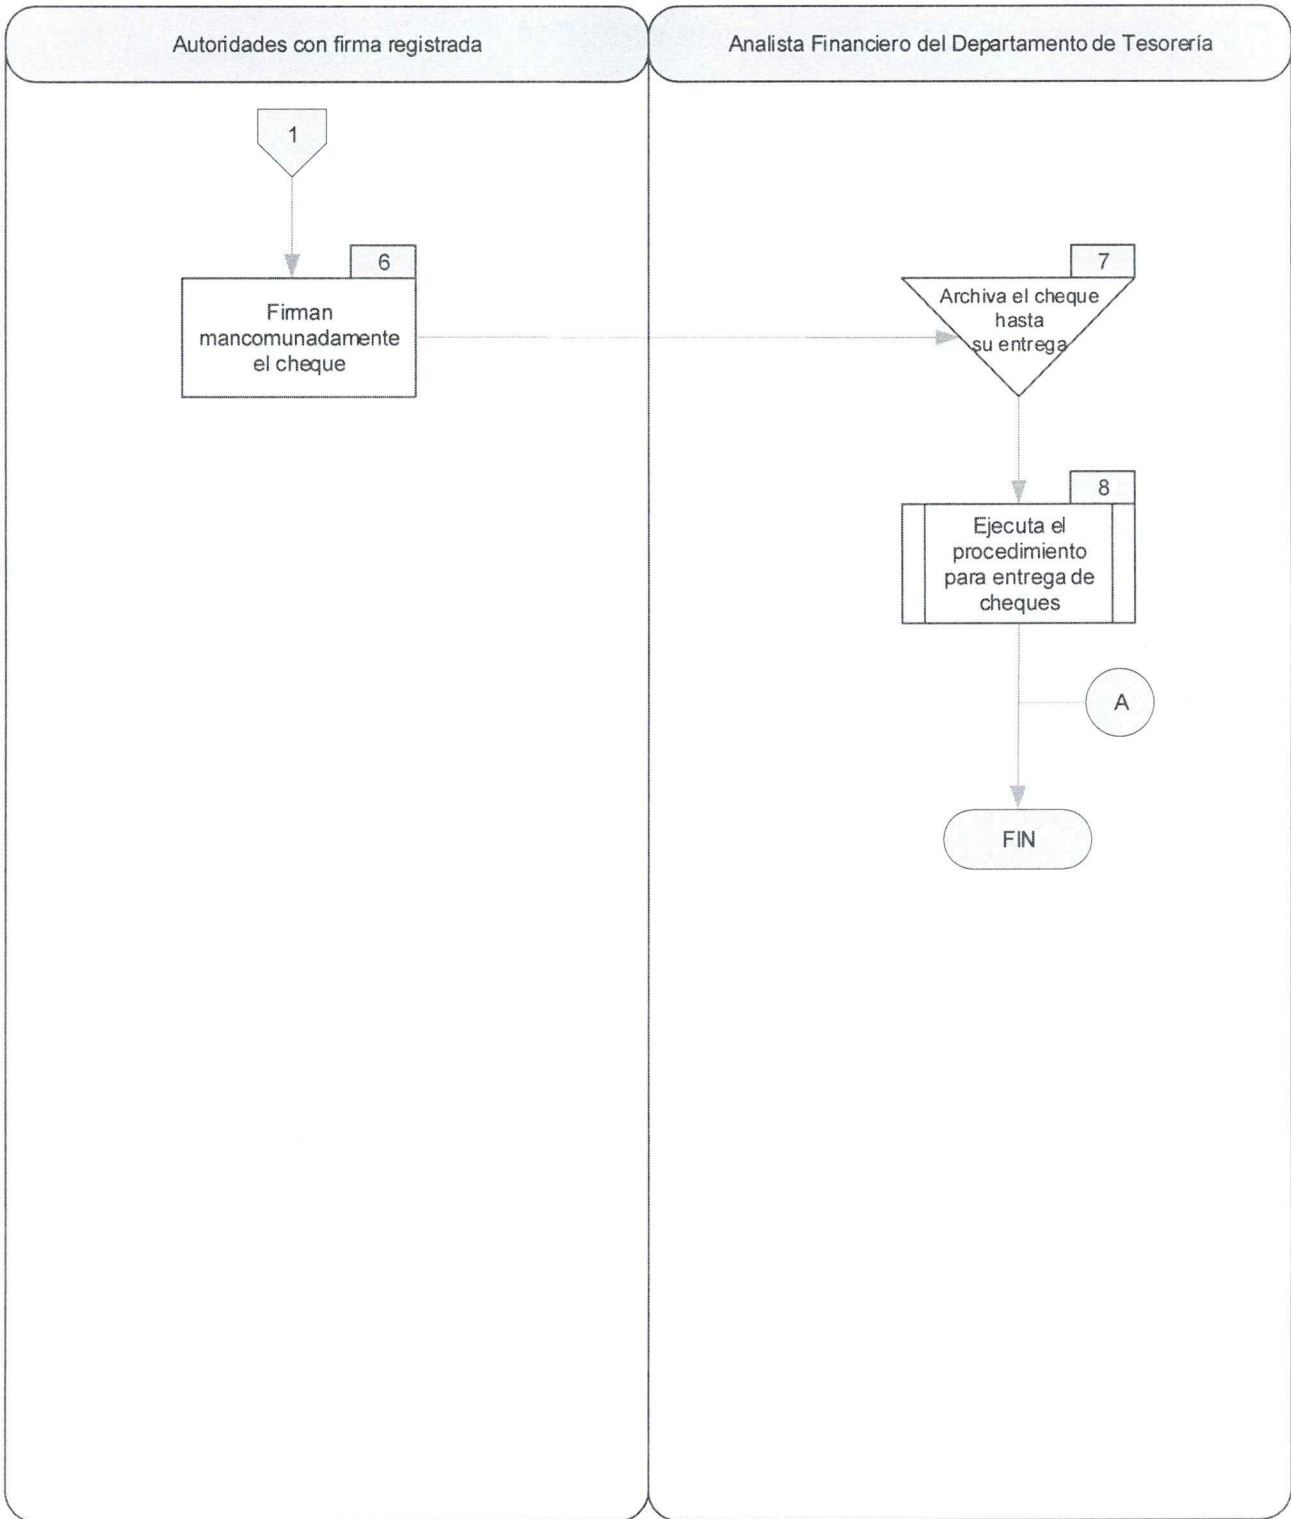 Autoridades con firma registrada
Analista Financiero del Departamento de Tesorería
1
6
Firman
mancomunadamente
el cheque
7
Archiva el cheque
hasta
su entrega
8
Ejecuta el
procedimiento
para entrega de
cheques
A
FIN